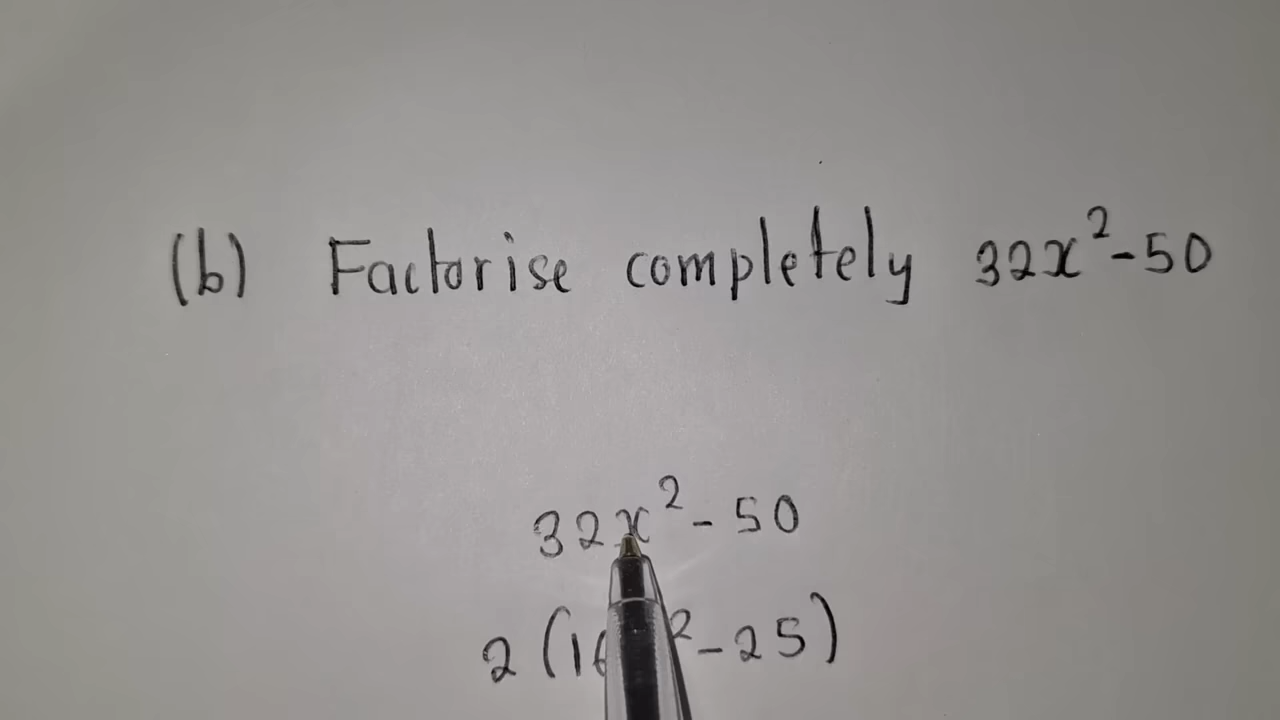 (b) Factorise completely 32x²-50
32x²-50
2(1 ²-25)